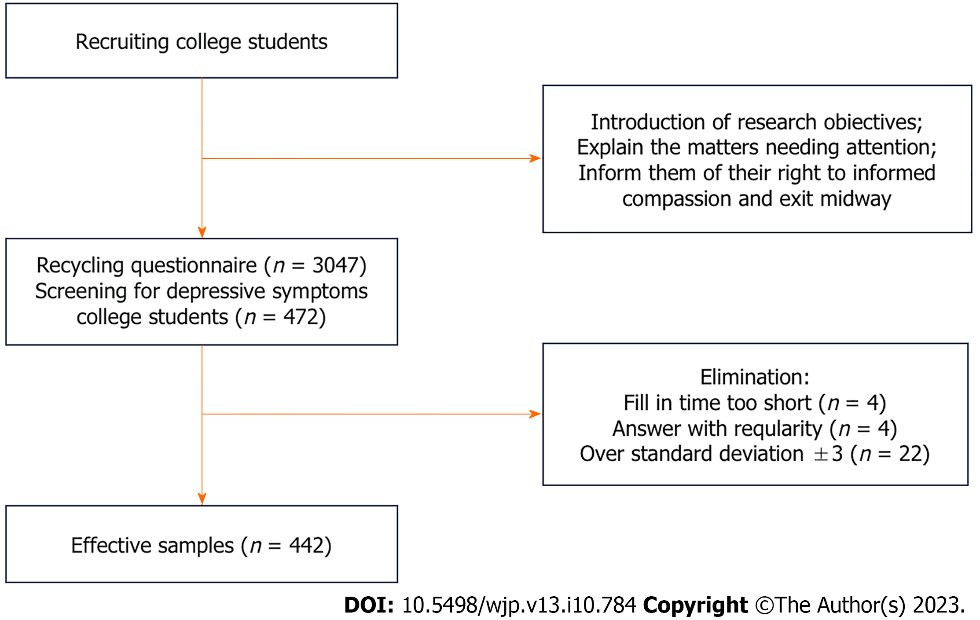 Recruiting college students
Introduction of research obiectives;
Explain the matters needing attention;
Inform them of their right to informed
compassion and exit midway
Recycling questionnaire (n = 3047)
Screening for depressive symptoms
college students (n = 472)
Elimination:
Fill in time too short (n = 4)
Answer with reqularity (n = 4)
Over standard deviation ±3 (n = 22)
Effective samples (n = 442)
DOI: 10.5498/wjp.v13.i10.784 Copyright ©The Author(s) 2023.